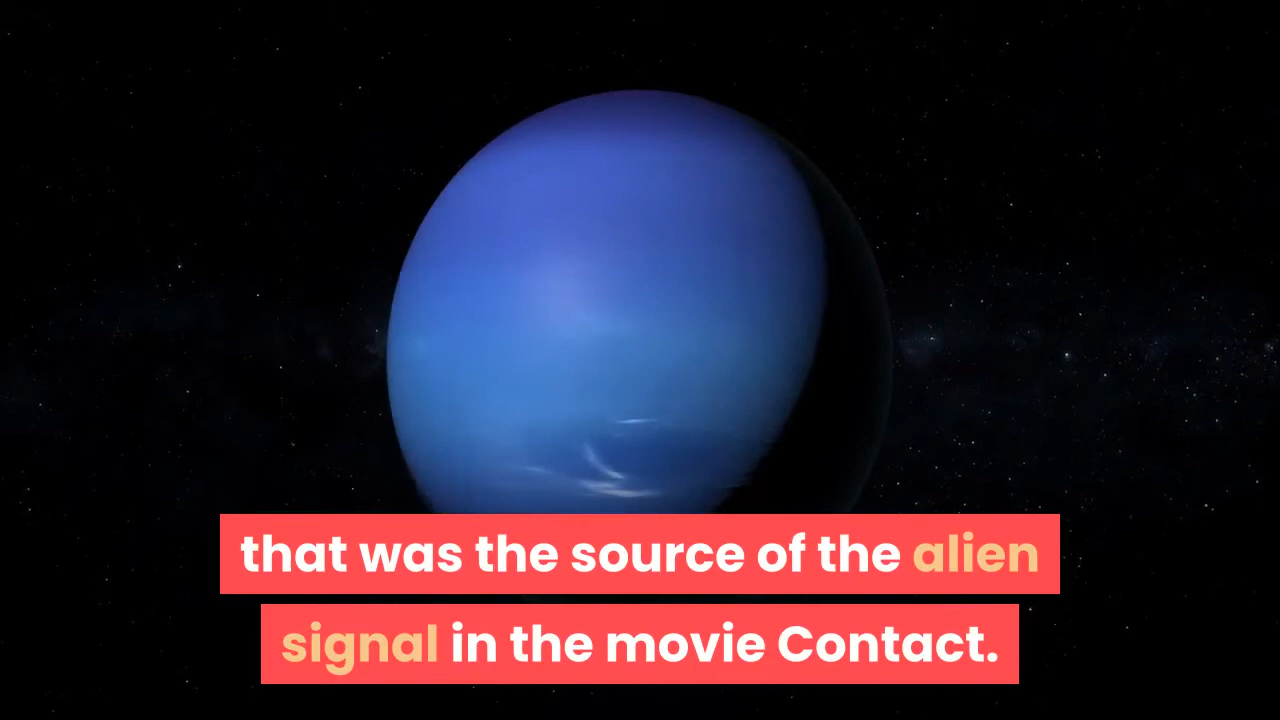 that was the source of the alien
signal in the movie Contact.